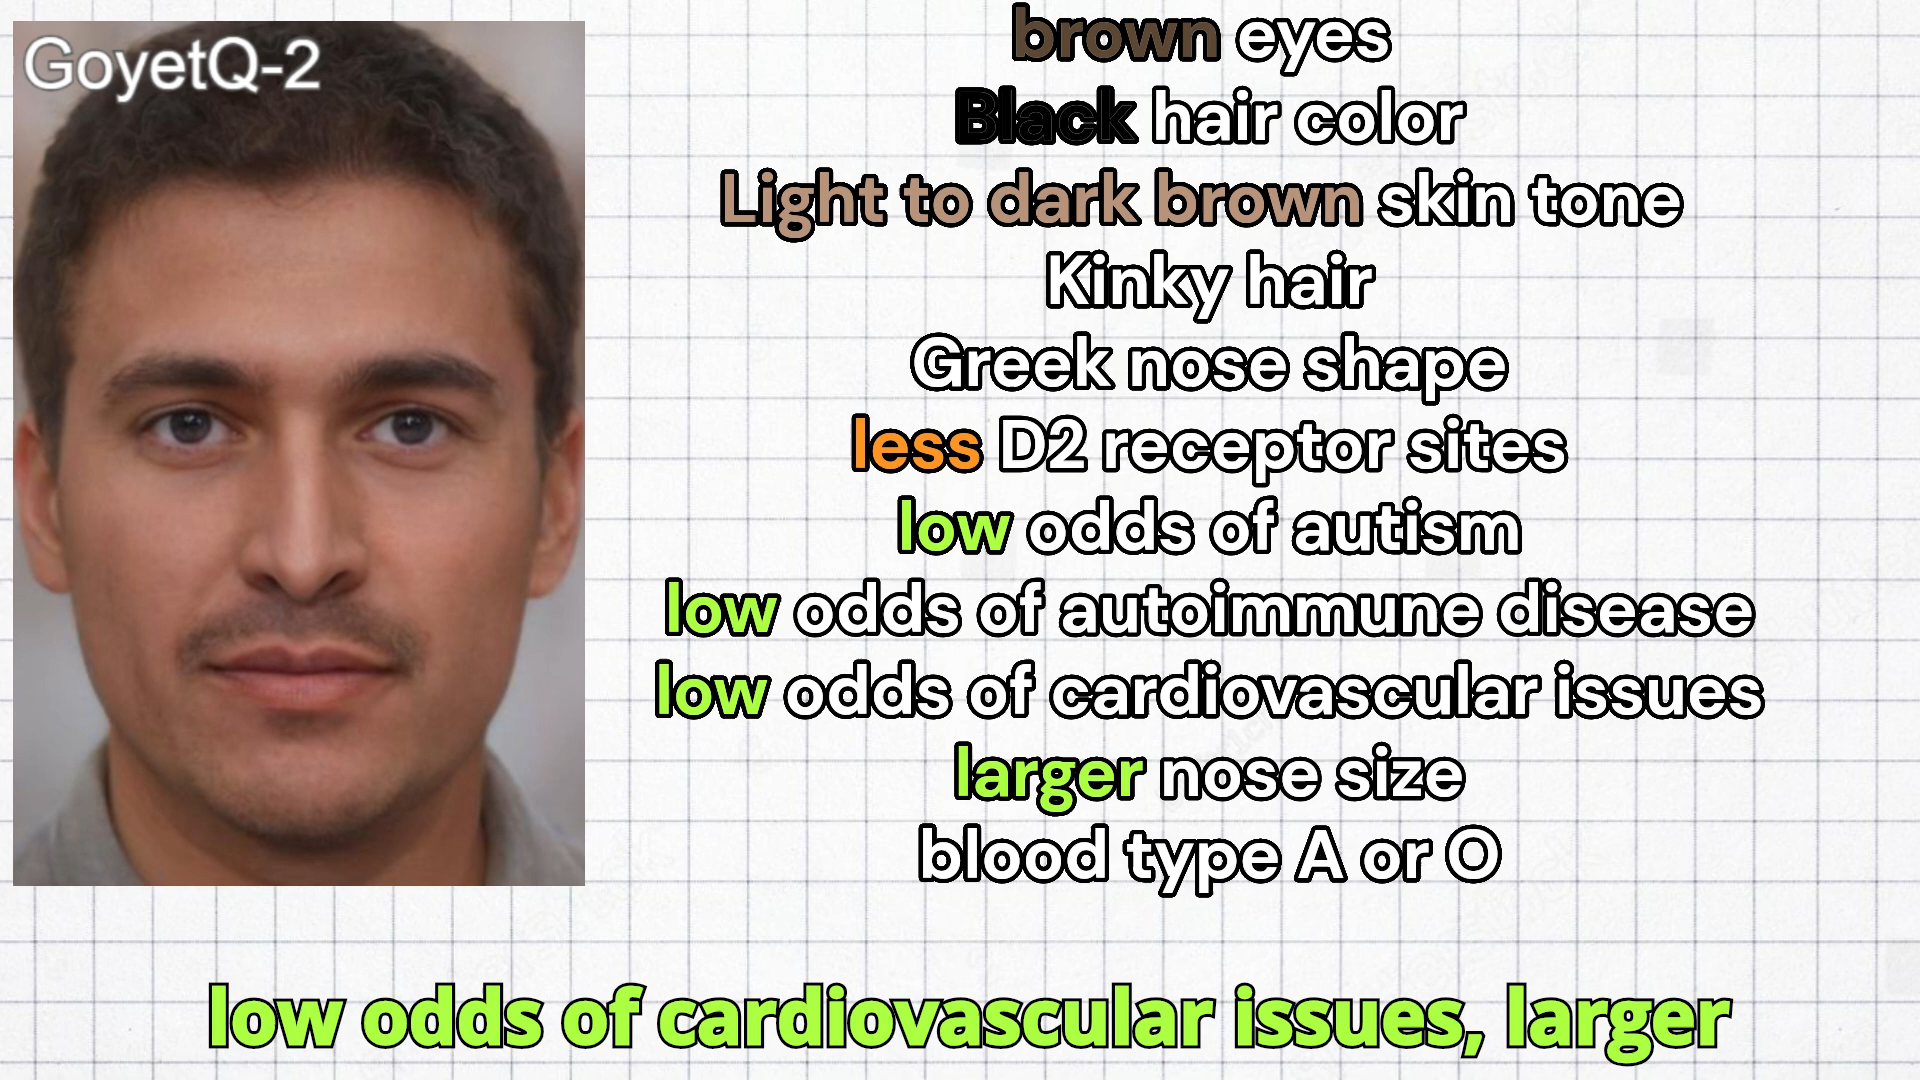 GoyetQ-2
brown eyes
Black hair color
Light to dark brown skin tone
Kinky hair
Greek nose shape
less D2 receptor sites
low odds of autism
low odds of autoimmune disease
low odds of cardiovascular issues
larger nose size
blood type A or O
low odds of cardiovascular issues, larger